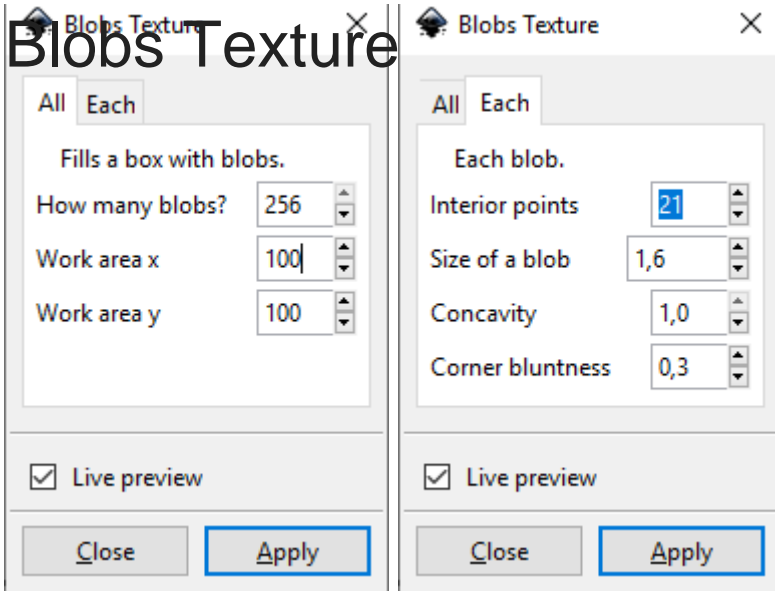 Blobs Texture
Blobs Texture
All Each
Fills a box with blobs.
How many blobs? 256
Work area x 100
Work area y 100
Live preview
Close Apply
Blobs Texture
All Each
Each blob.
Interior points 21
Size of a blob 1,6
Concavity 1,0
Corner bluntness 0,3
Live preview
Close Apply